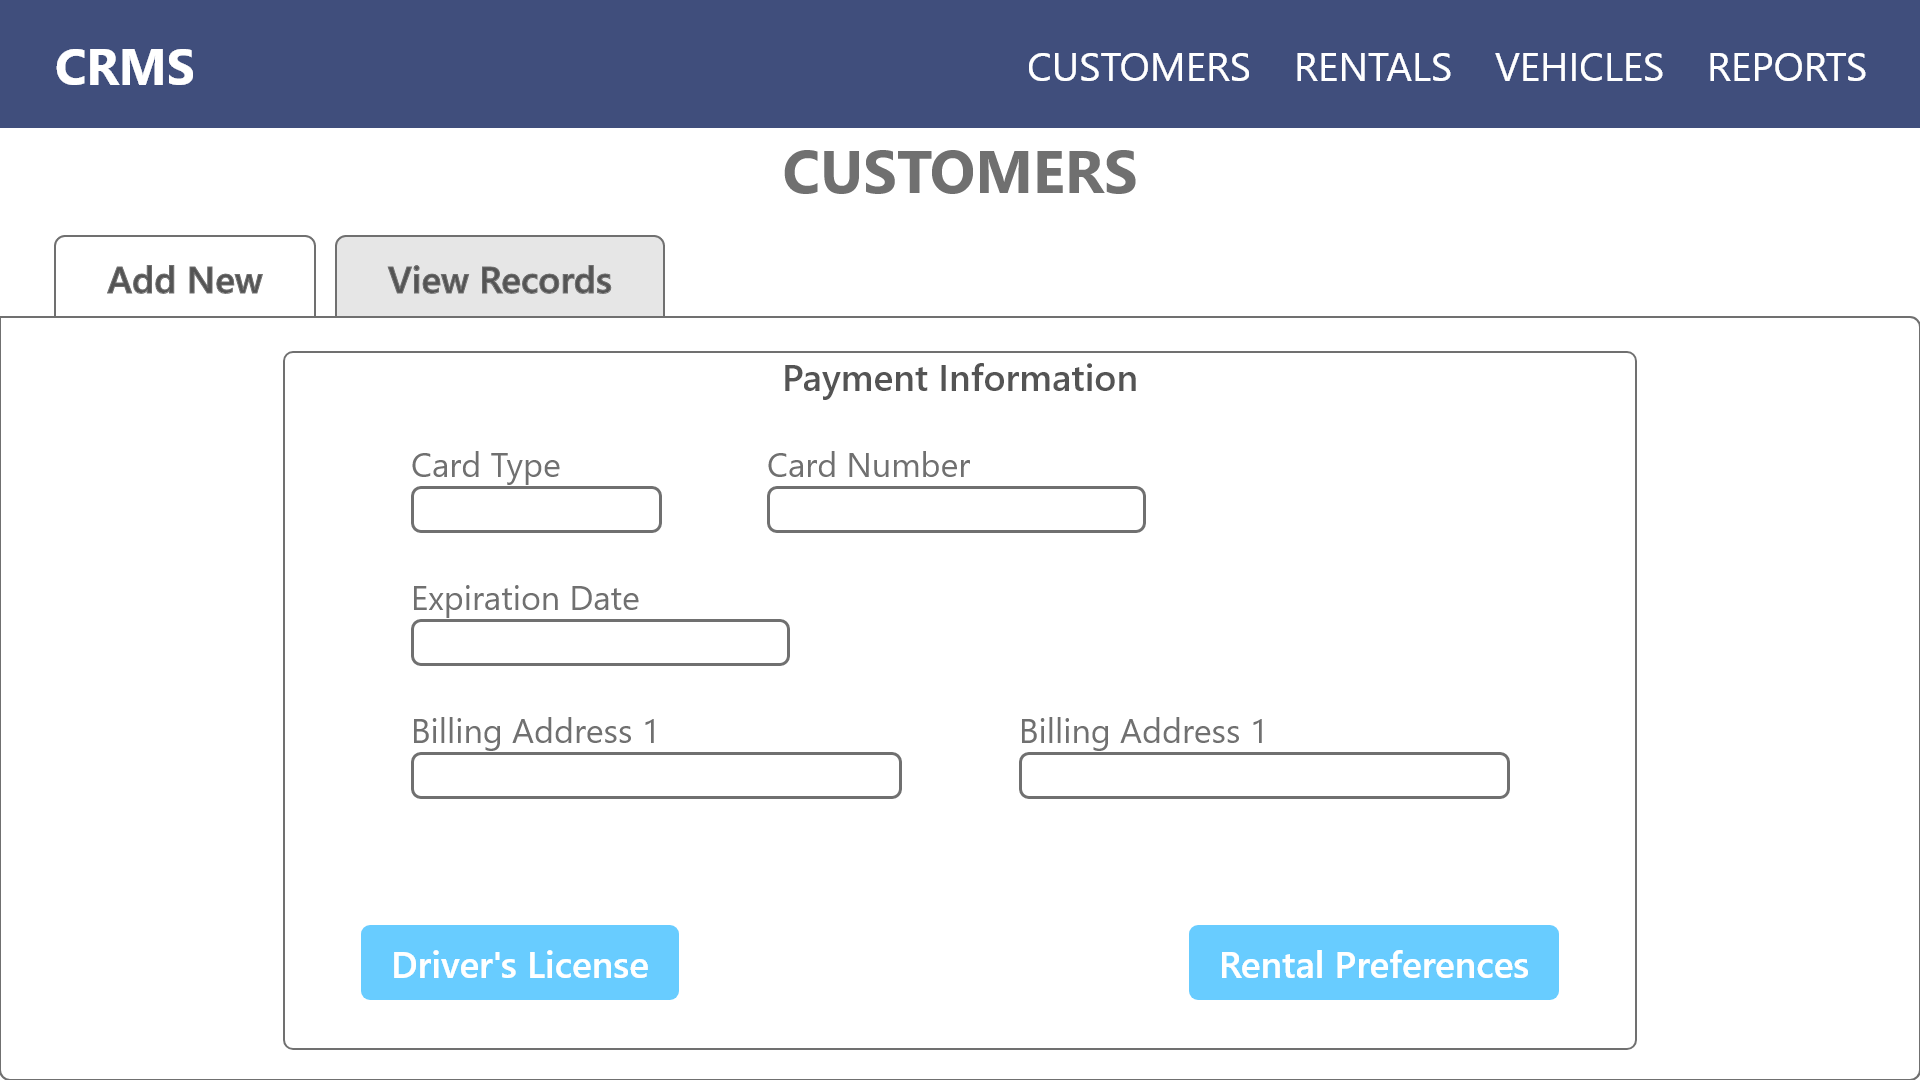 CRMS
CUSTOMERS RENTALS VEHICLES REPORTS
CUSTOMERS
Add New
View Records
Payment Information
Card Type
Card Number
Expiration Date
Billing Address 1
Billing Address 1
Driver's License
Rental Preferences